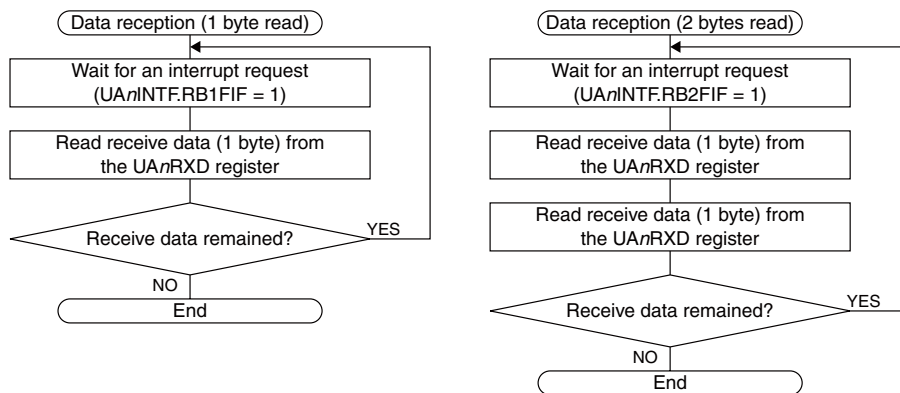 Data reception (1 byte read)
Wait for an interrupt request
(UAnINTF.RB1FIF = 1)
Read receive data (1 byte) from
the UAnRXD register
Receive data remained?
YES
NO
End
Data reception (2 bytes read)
Wait for an interrupt request
(UAnINTF.RB2FIF = 1)
Read receive data (1 byte) from
the UAnRXD register
Read receive data (1 byte) from
the UAnRXD register
Receive data remained?
YES
NO
End